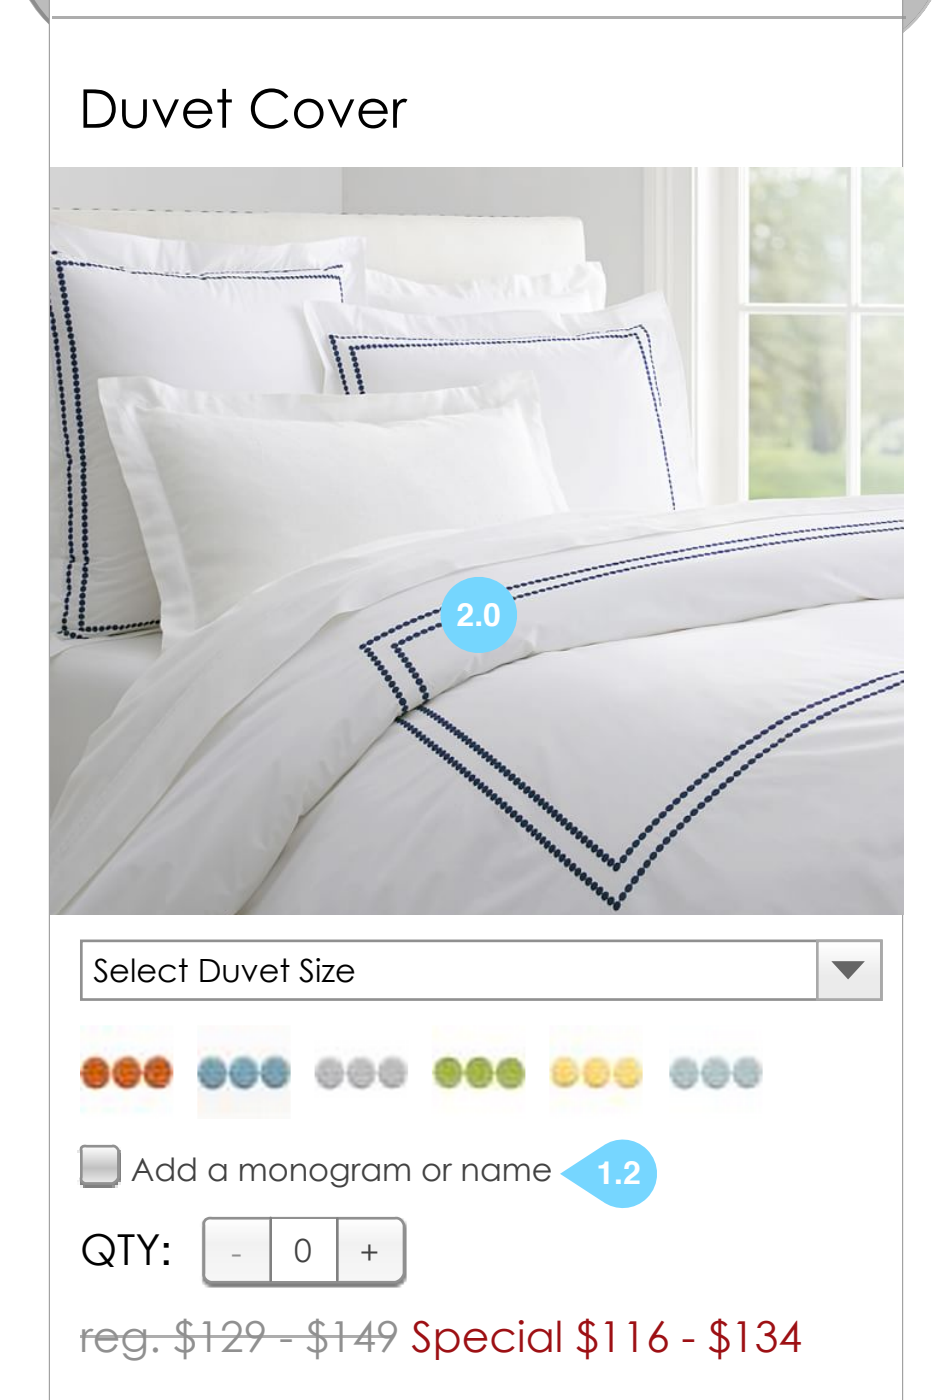 Duvet Cover
2.0
Select Duvet Size
Add a monogram or name
1.2
QTY: - 0 +
reg. $129 - $149 Special $116 - $134